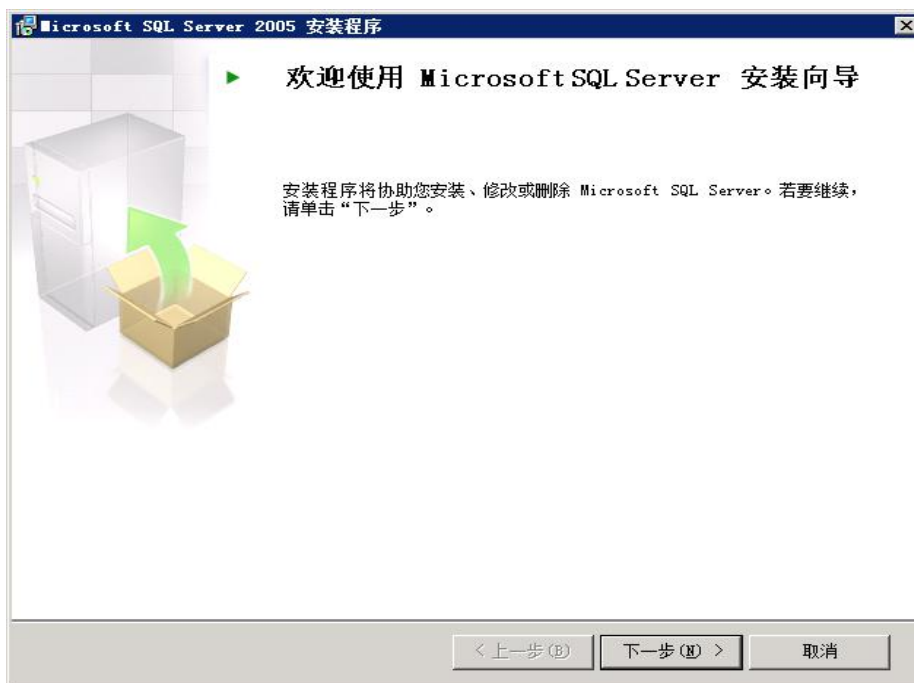 Microsoft SQL Server 2005 安装程序
欢迎使用 Microsoft SQL Server 安装向导
安装程序将协助您安装、修改或删除 Microsoft SQL Server。若要继续，
请单击“下一步”。
< 上一步(B)
下一步(N) >
取消